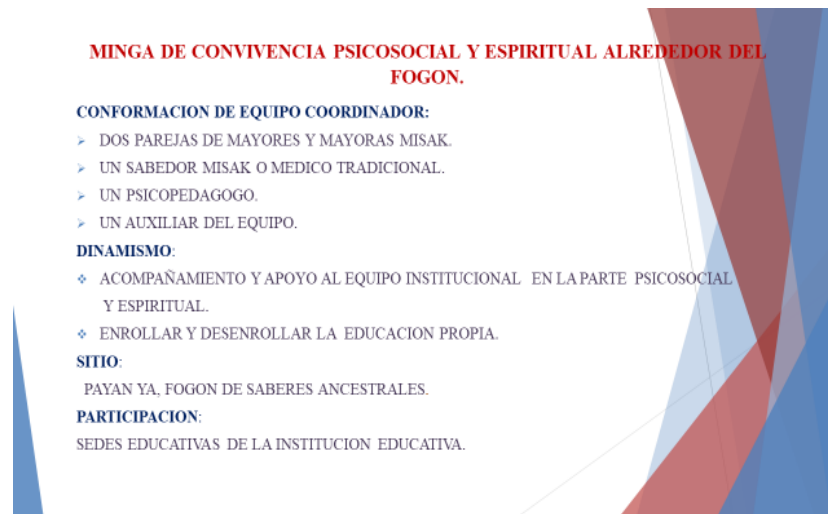 MINGA DE CONVIVENCIA PSICOSOCIAL Y ESPIRITUAL ALREDEDOR DEL
FOGON.
CONFORMACION DE EQUIPO COORDINADOR:
➢ DOS PAREJAS DE MAYORES Y MAYORAS MISAK.
➢ UN SABEDOR MISAK O MEDICO TRADICIONAL.
➢ UN PSICOPEDAGOGO.
➢ UN AUXILIAR DEL EQUIPO.
DINAMISMO:
❖ ACOMPAÑAMIENTO Y APOYO AL EQUIPO INSTITUCIONAL EN LA PARTE PSICOSOCIAL
Y ESPIRITUAL.
❖ ENROLLAR Y DESENROLLAR LA EDUCACION PROPIA.
SITIO:
PAYAN YA, FOGON DE SABERES ANCESTRALES.
PARTICIPACION:
SEDES EDUCATIVAS DE LA INSTITUCION EDUCATIVA.